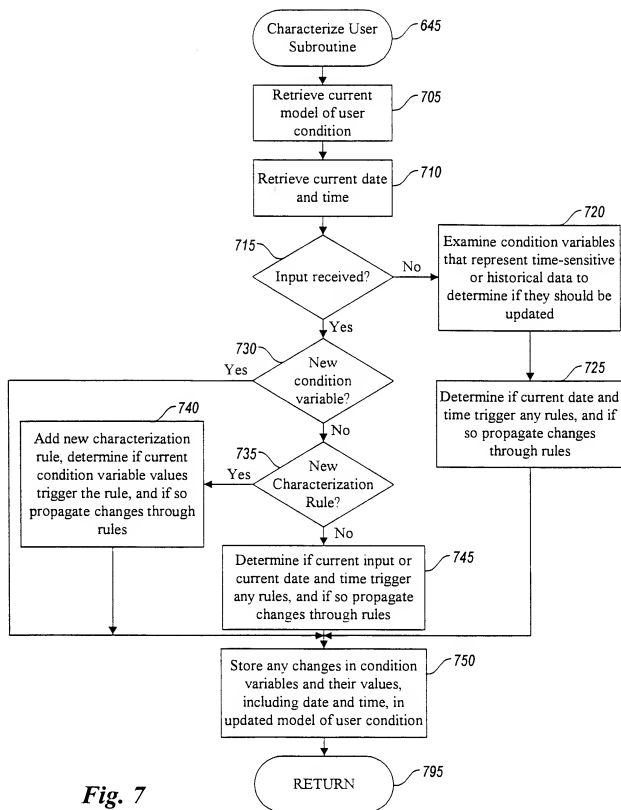 Characterize User
Subroutine
645
Retrieve current
model of user
condition
705
Retrieve current date
and time
710
715
Input received?
No
Yes
720
Examine condition variables
that represent time-sensitive
or historical data to
determine if they should be
updated
725
Determine if current date and
time trigger any rules, and if
so propagate changes
through rules
730
Yes
New
condition
variable?
No
740
Add new characterization
rule, determine if current
condition variable values
trigger the rule, and if so
propagate changes through
rules
735
Yes
New
Characterization
Rule?
No
745
Determine if current input or
current date and time trigger
any rules, and if so propagate
changes through rules
750
Store any changes in condition
variables and their values,
including date and time, in
updated model of user condition
RETURN
795
Fig. 7